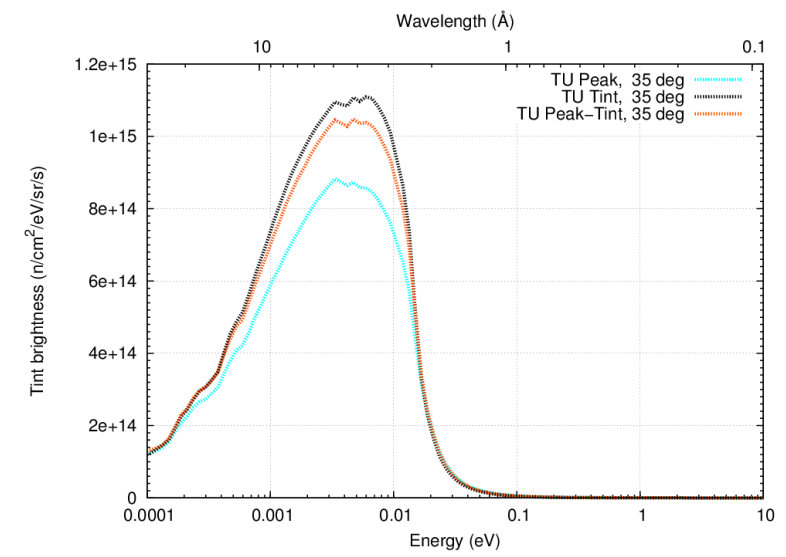 Wavelength (Å)
10 1 0.1
1.2e+15
1e+15
8e+14
6e+14
4e+14
2e+14
0
TU Peak, 35 deg
TU Tint, 35 deg
TU Peak−Tint, 35 deg
Tint brightness (n/cm²/eV/sr/s)
0.0001 0.001 0.01 0.1 1 10
Energy (eV)